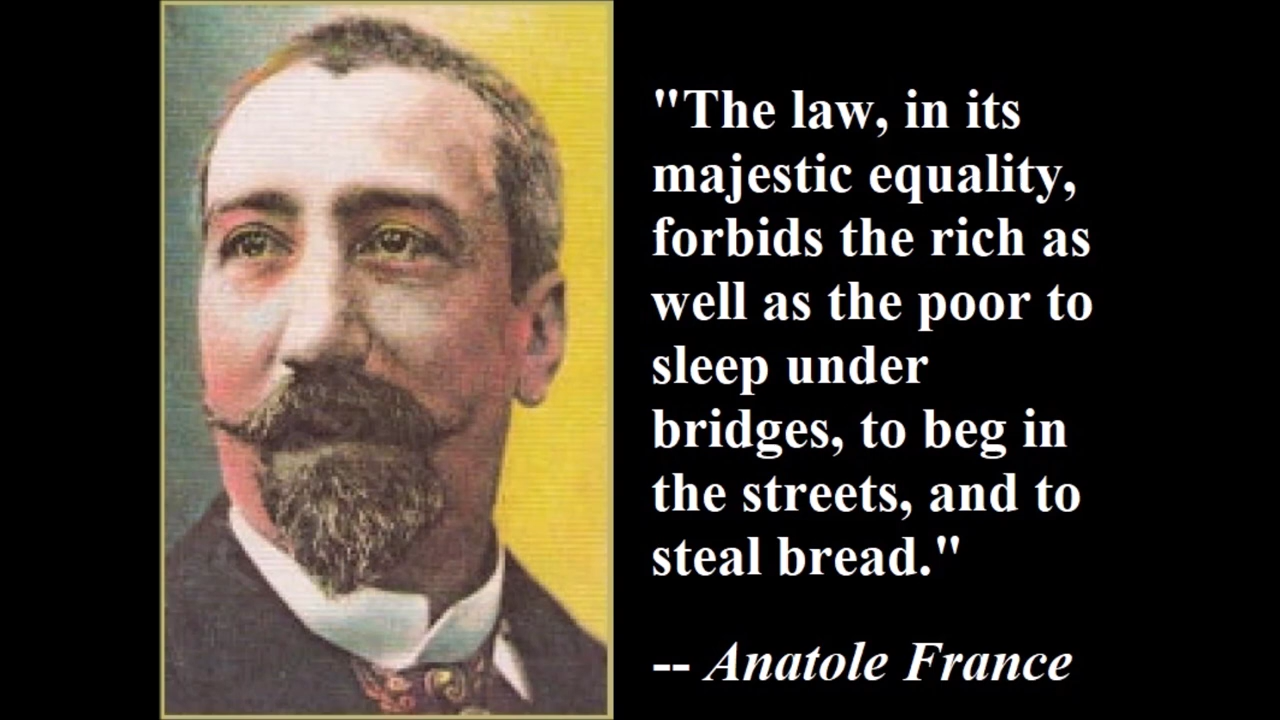 "The law, in its
majestic equality,
forbids the rich as
well as the poor to
sleep under
bridges, to beg in
the streets, and to
steal bread."
-- Anatole France